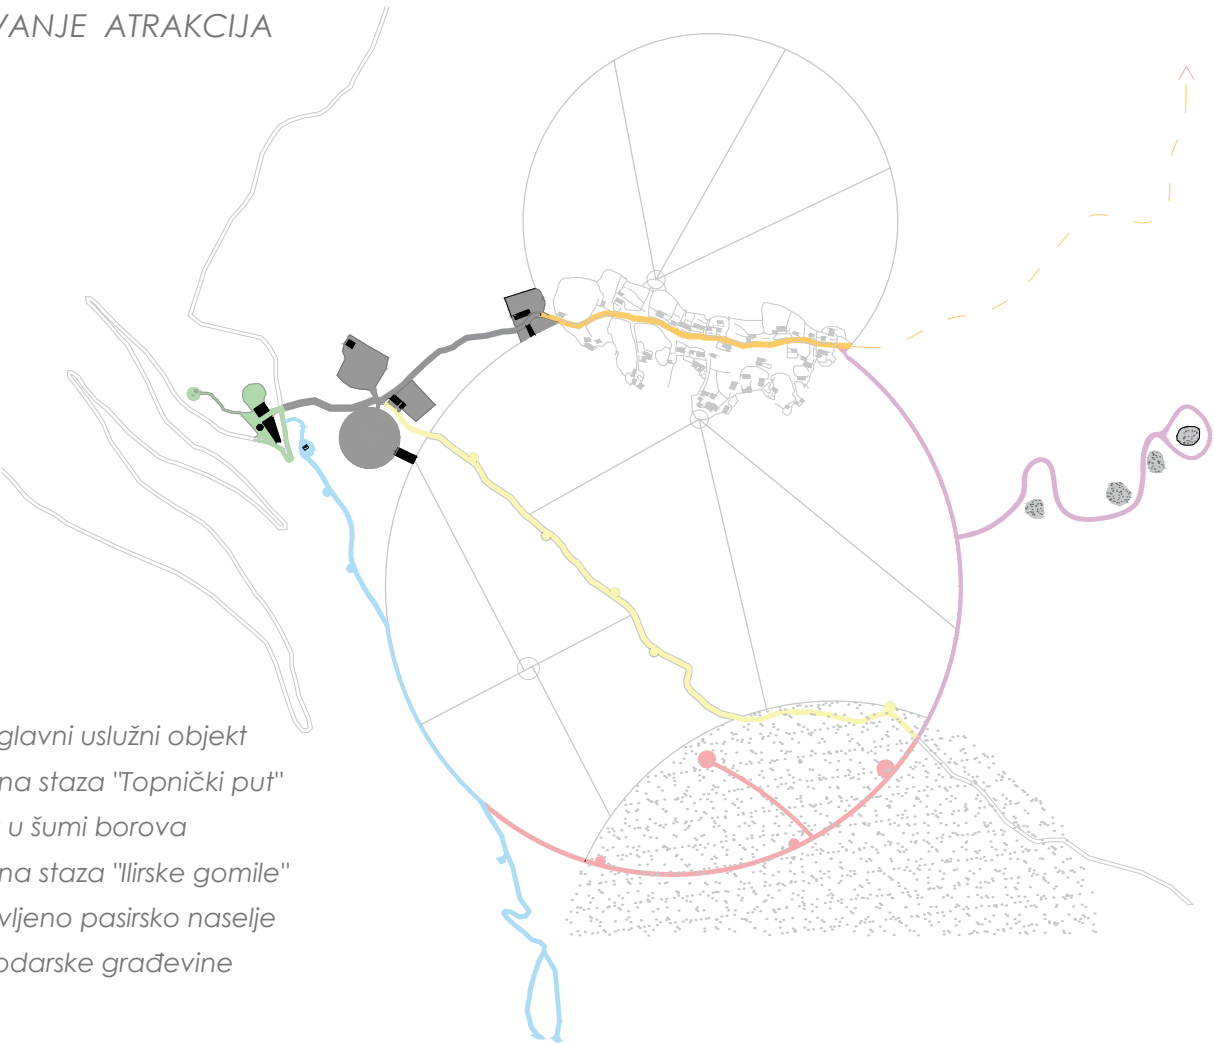 VANJE ATRAKCIJA
glavni uslužni objekt
na staza "Topnički put"
u šumi borova
na staza "Ilirske gomile"
vljeno pasirsko naselje
odarske građevine